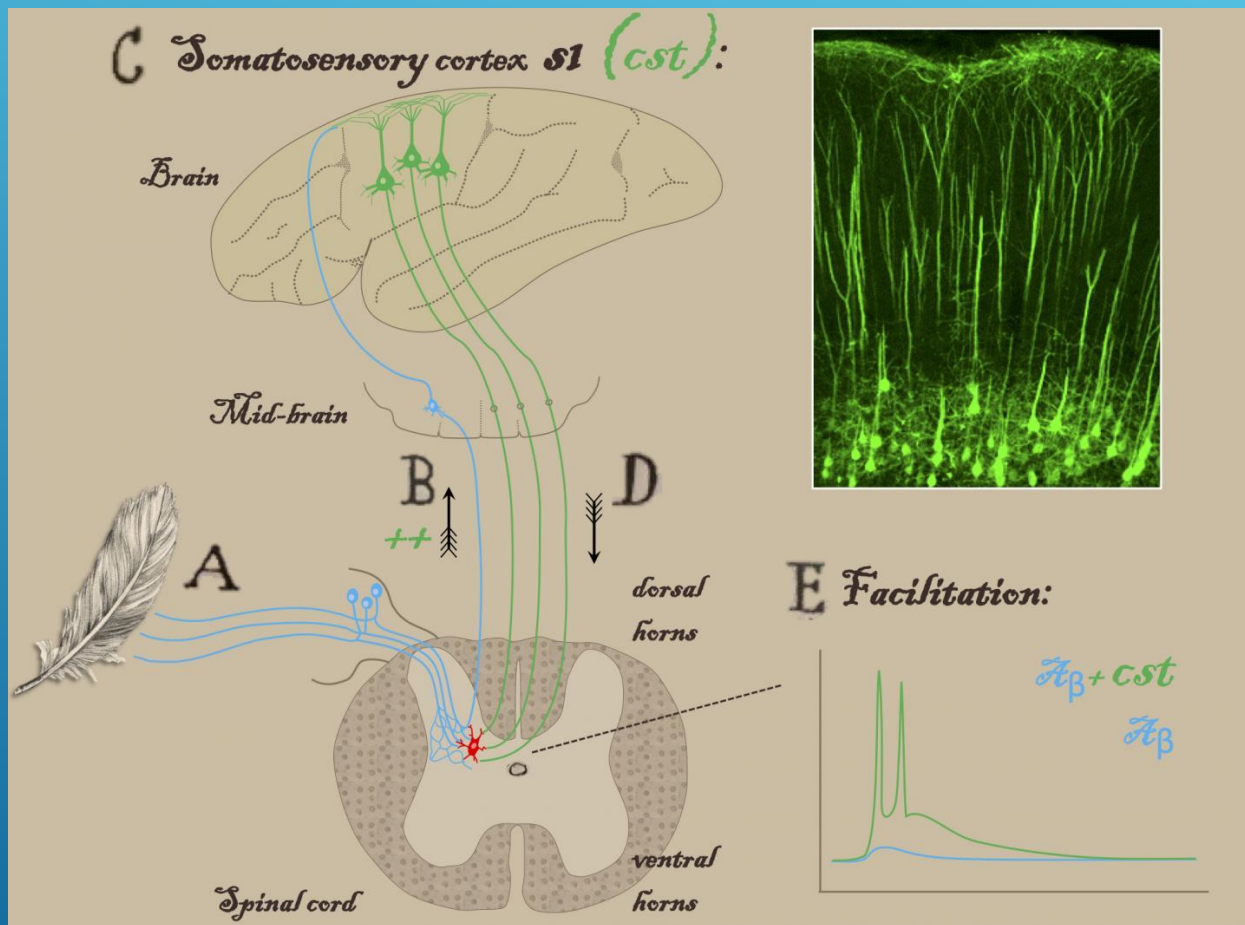 C Somatosensory cortex S1 (cst):
Brain
Mid-brain
B
++
D
A
dorsal
horns
E Facilitation:
Aβ + cst
Aβ
ventral
horns
Spinal cord